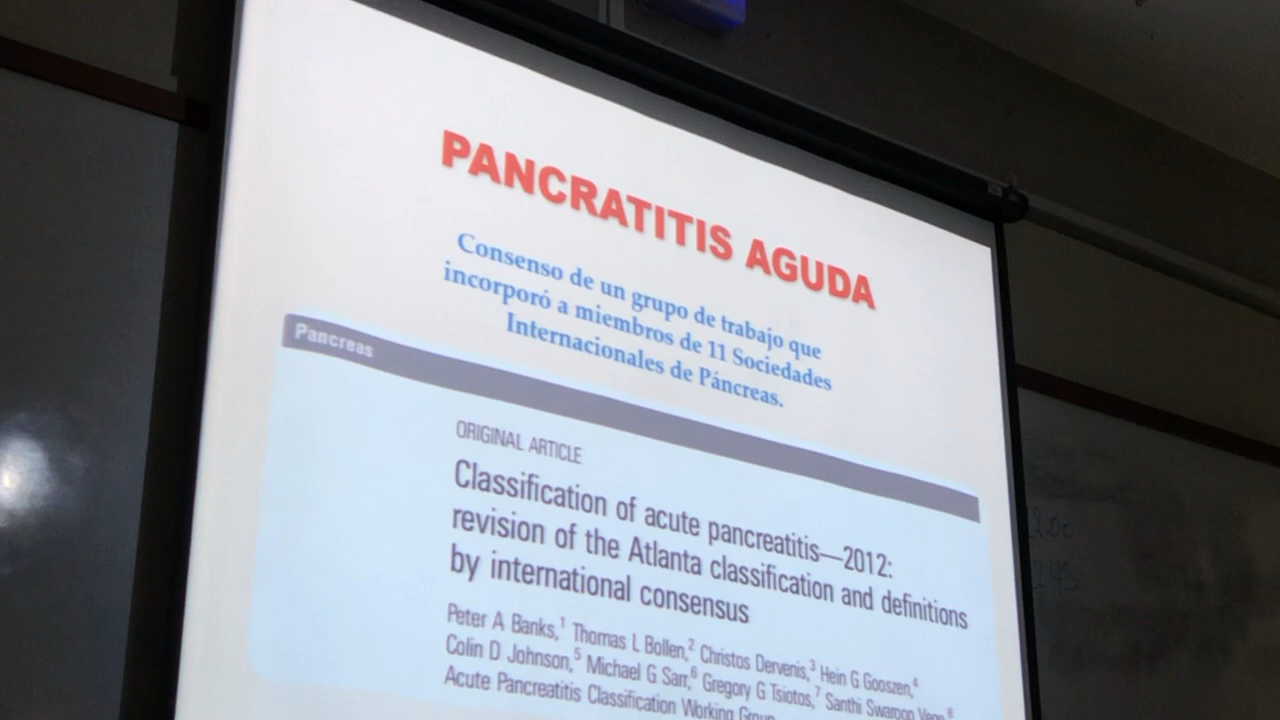 PANCRATITIS AGUDA
Consenso de un grupo de trabajo que
incorporó a miembros de 11 Sociedades
Internacionales de Páncreas.
Pancreas
ORIGINAL ARTICLE
Classification of acute pancreatitis—2012:
revision of the Atlanta classification and definitions
by international consensus
Peter A Banks,¹ Thomas L Bollen,² Christos Dervenis,³ Hein G Gooszen,⁴
Colin D Johnson,⁵ Michael G Sarr,⁶ Gregory G Tsiotos,⁷ Santhi Swaroop Vege,⁸
Acute Pancreatitis Classification Working Group